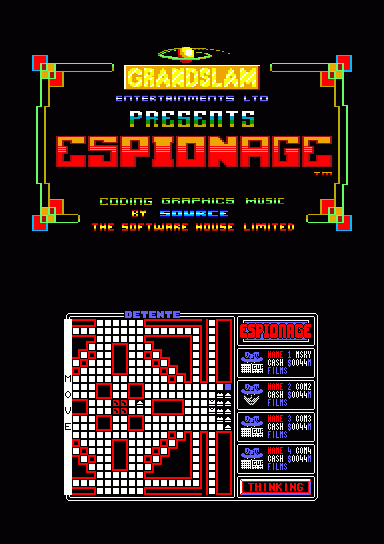 GRANDSLAM
ENTERTAINMENTS LTD
PRESENTS
ESPIONAGE
TM
CODING GRAPHICS MUSIC
BY SOURCE
THE SOFTWARE HOUSE LIMITED
DETENTE
MOVE
ESPIONAGE
NAME 1 MSKY
CASH $0044M
FILMS
NAME 2 COM2
CASH $0044M
FILMS
NAME 3 COM3
CASH $0044M
FILMS
NAME 4 COM4
CASH $0044M
FILMS
THINKING